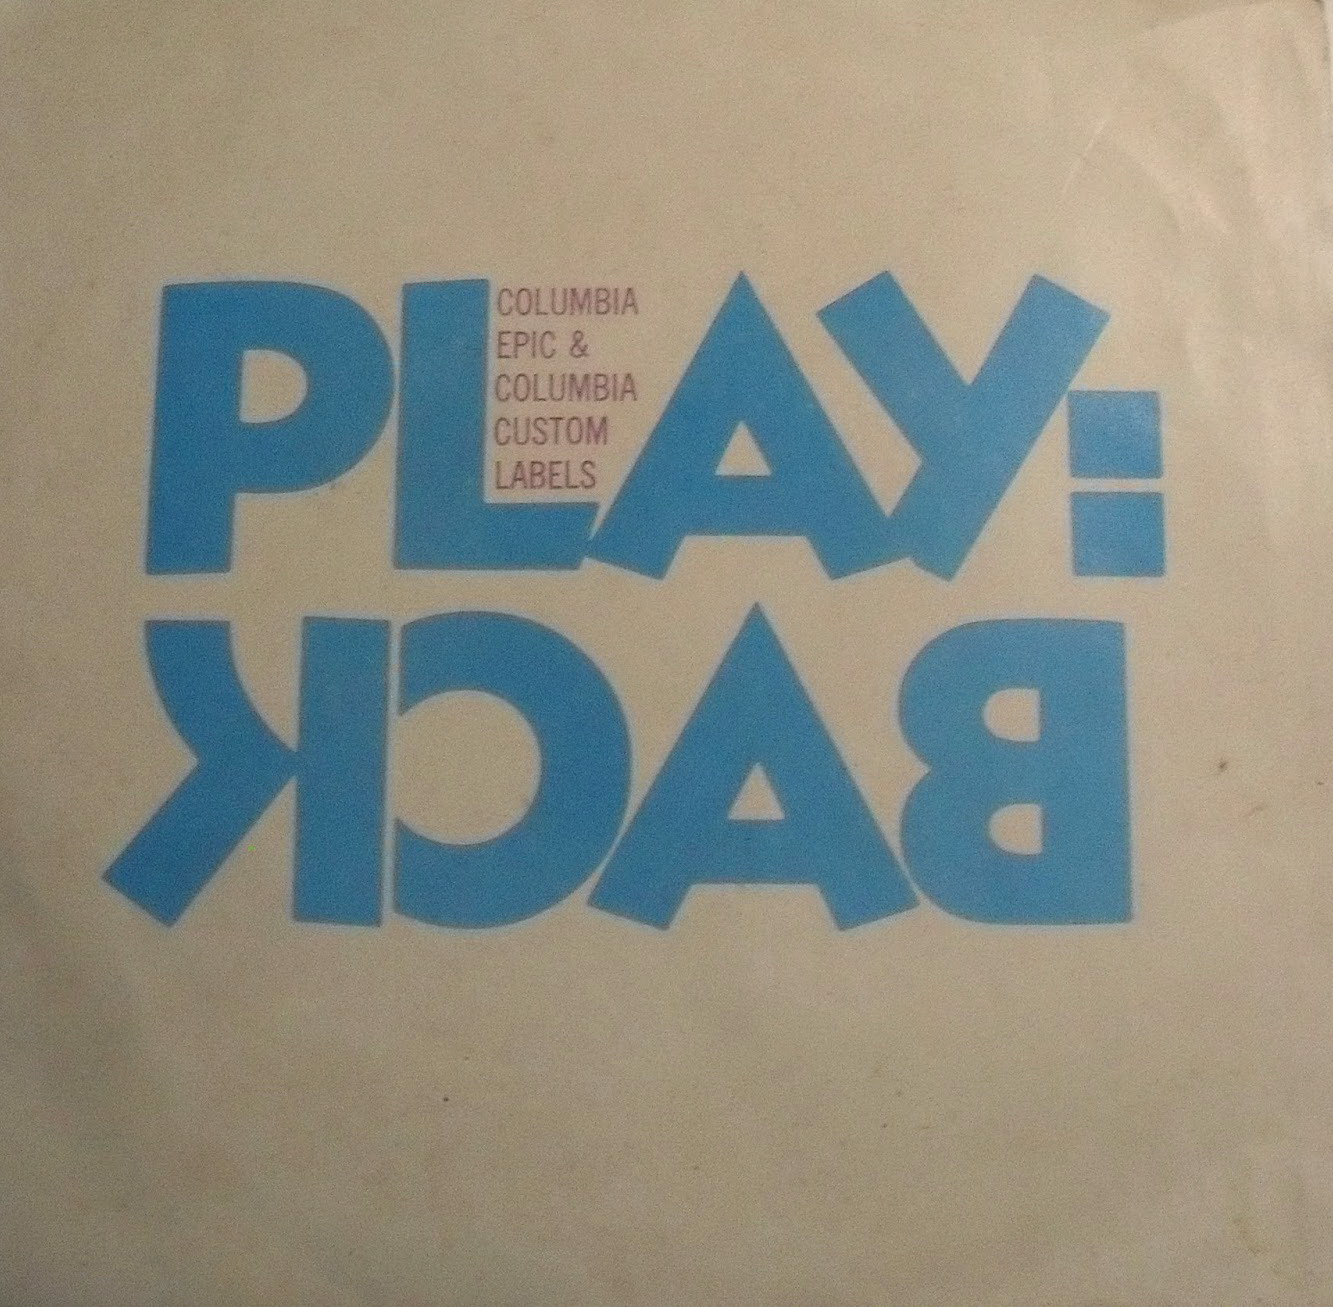 PLAY:
COLUMBIA
EPIC &
COLUMBIA
CUSTOM
LABELS
BACK